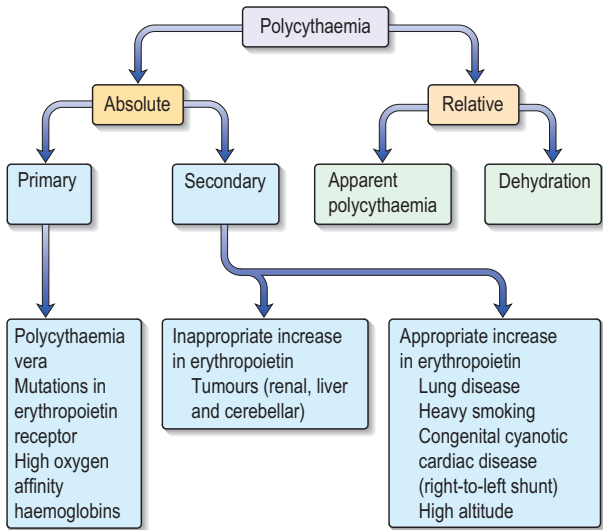 Polycythaemia
Absolute
Relative
Primary
Secondary
Apparent
polycythaemia
Dehydration
Polycythaemia
vera
Mutations in
erythropoietin
receptor
High oxygen
affinity
haemoglobins
Inappropriate increase
in erythropoietin
Tumours (renal, liver
and cerebellar)
Appropriate increase
in erythropoietin
Lung disease
Heavy smoking
Congenital cyanotic
cardiac disease
(right-to-left shunt)
High altitude